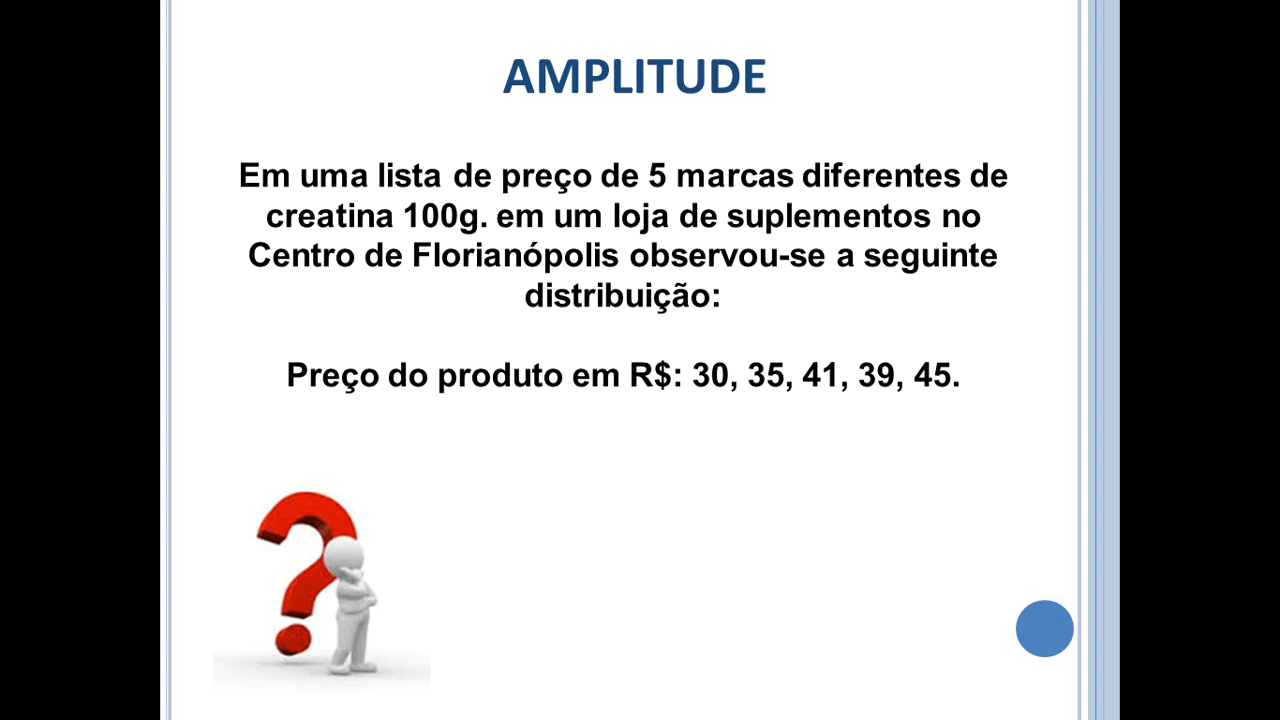 AMPLITUDE
Em uma lista de preço de 5 marcas diferentes de
creatina 100g. em um loja de suplementos no
Centro de Florianópolis observou-se a seguinte
distribuição:
Preço do produto em R$: 30, 35, 41, 39, 45.